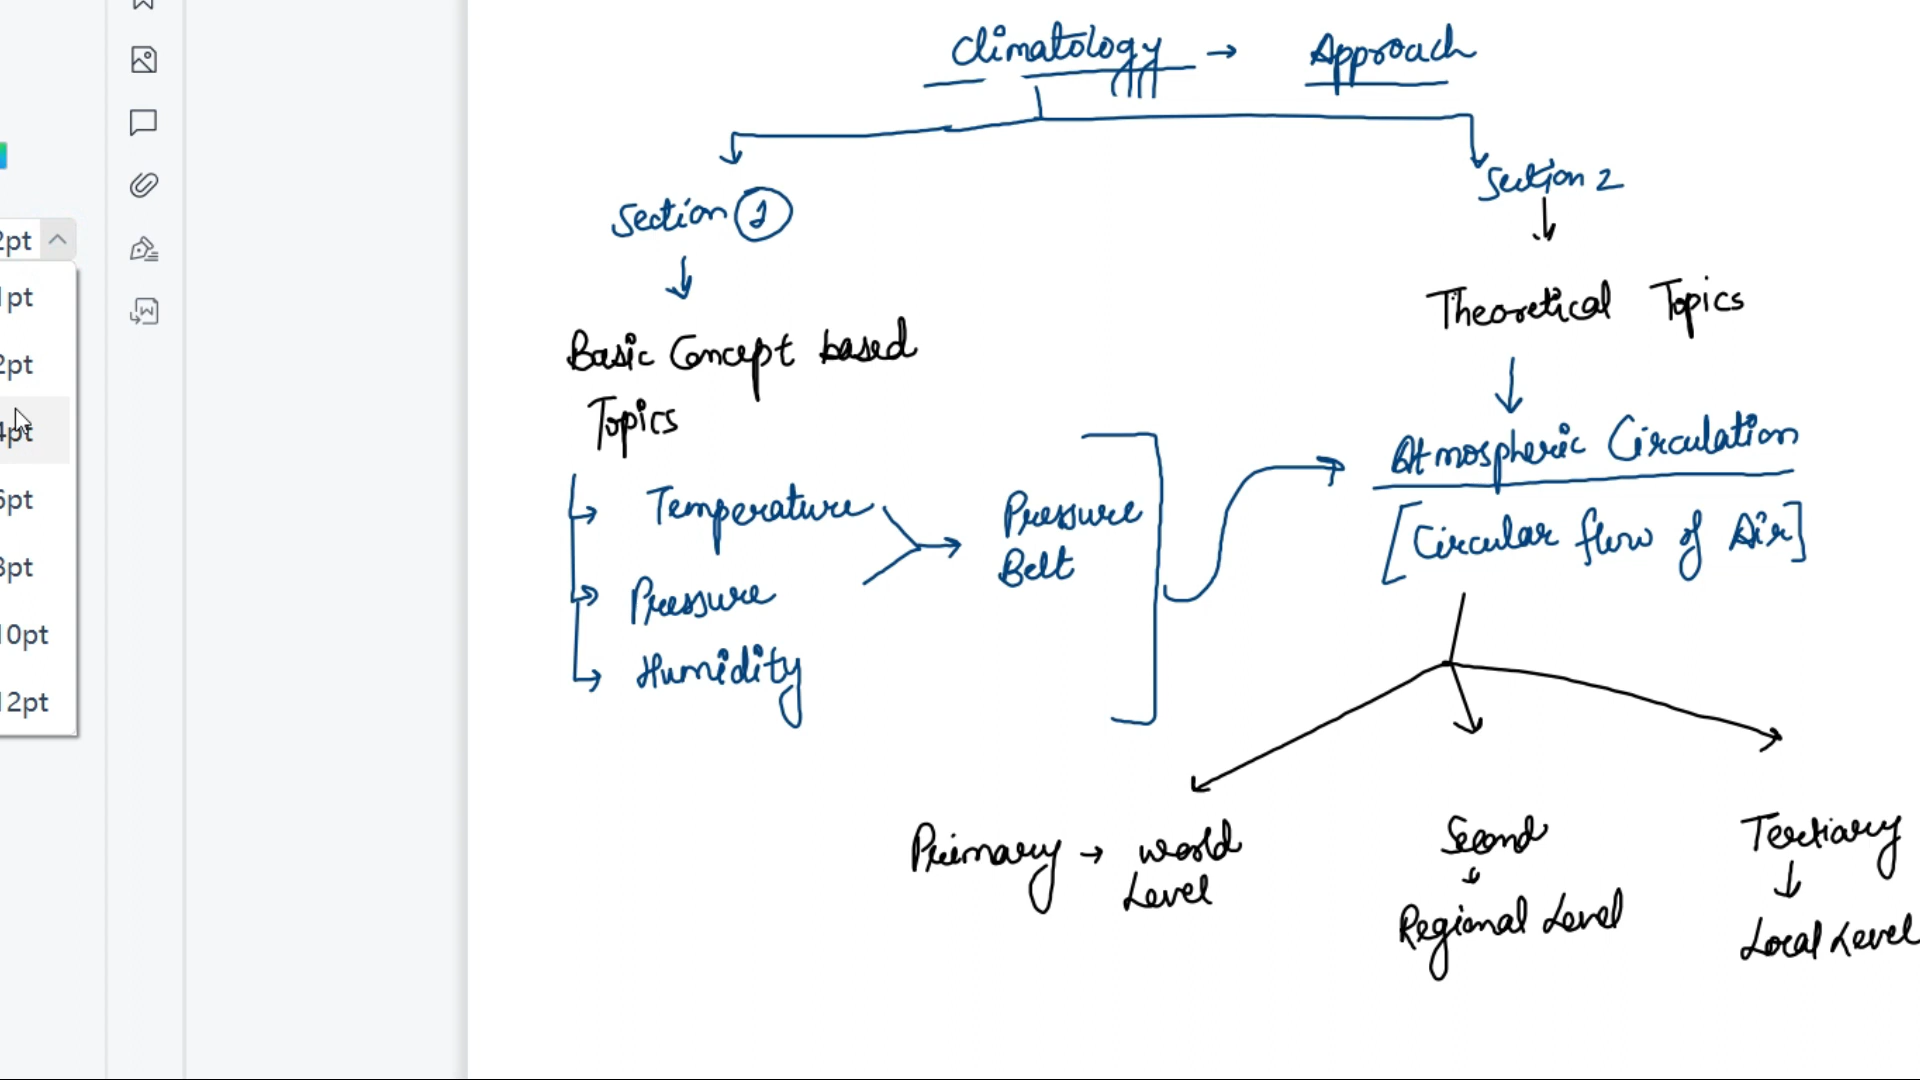 Climatology → Approach
Section 1
Section 2
Basic Concept based
Topics
Theoretical Topics
Temperature
Pressure
Humidity
Pressure
Belt
Atmospheric Circulation
[Circular flow of Air]
Primary → world
Level
Second
Regional Level
Tertiary
Local Level
2pt
1pt
2pt
4pt
6pt
8pt
10pt
12pt